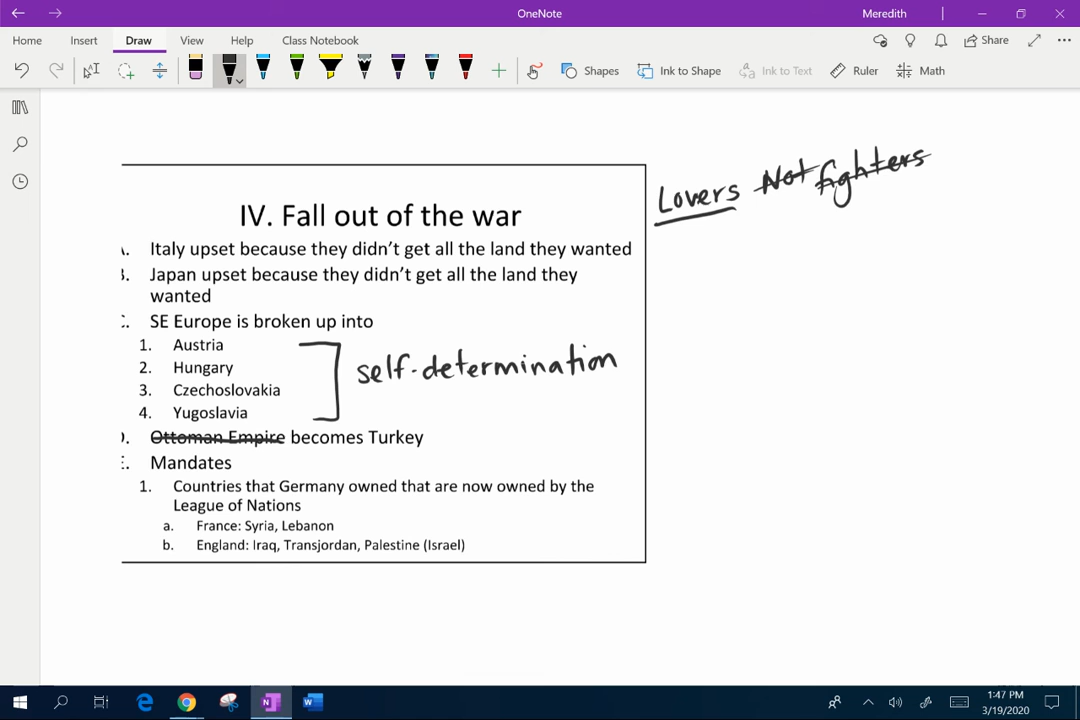 OneNote
Meredith
Home Insert Draw View Help Class Notebook
Share
Shapes Ink to Shape Ink to Text Ruler Math
Lovers Not fighters
IV. Fall out of the war
Italy upset because they didn't get all the land they wanted
Japan upset because they didn't get all the land they
wanted
SE Europe is broken up into
1. Austria
2. Hungary
3. Czechoslovakia
4. Yugoslavia
self-determination
Ottoman Empire becomes Turkey
Mandates
1. Countries that Germany owned that are now owned by the
League of Nations
a. France: Syria, Lebanon
b. England: Iraq, Transjordan, Palestine (Israel)
1:47 PM
3/19/2020